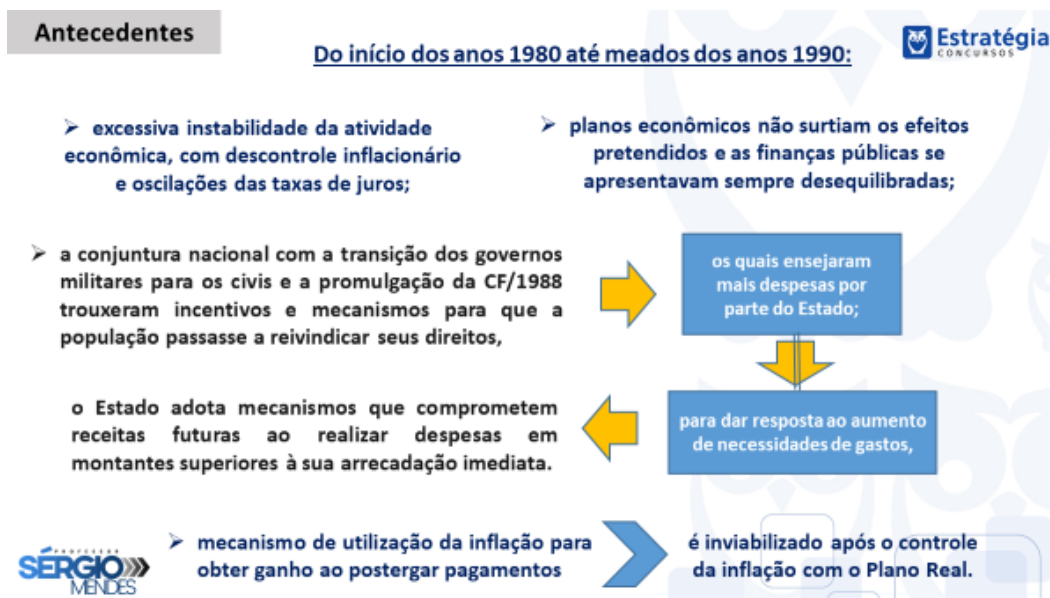 Antecedentes
Estratégia
CONCURSOS
Do início dos anos 1980 até meados dos anos 1990:
➢ excessiva instabilidade da atividade
econômica, com descontrole inflacionário
e oscilações das taxas de juros;
➢ planos econômicos não surtiam os efeitos
pretendidos e as finanças públicas se
apresentavam sempre desequilibradas;
➢ a conjuntura nacional com a transição dos governos
militares para os civis e a promulgação da CF/1988
trouxeram incentivos e mecanismos para que a
população passasse a reivindicar seus direitos,
os quais ensejaram
mais despesas por
parte do Estado;
para dar resposta ao aumento
de necessidades de gastos,
o Estado adota mecanismos que comprometem
receitas futuras ao realizar despesas em
montantes superiores à sua arrecadação imediata.
➢ mecanismo de utilização da inflação para
obter ganho ao postergar pagamentos
é inviabilizado após o controle
da inflação com o Plano Real.
PROFESSOR
SÉRGIO
MENDES